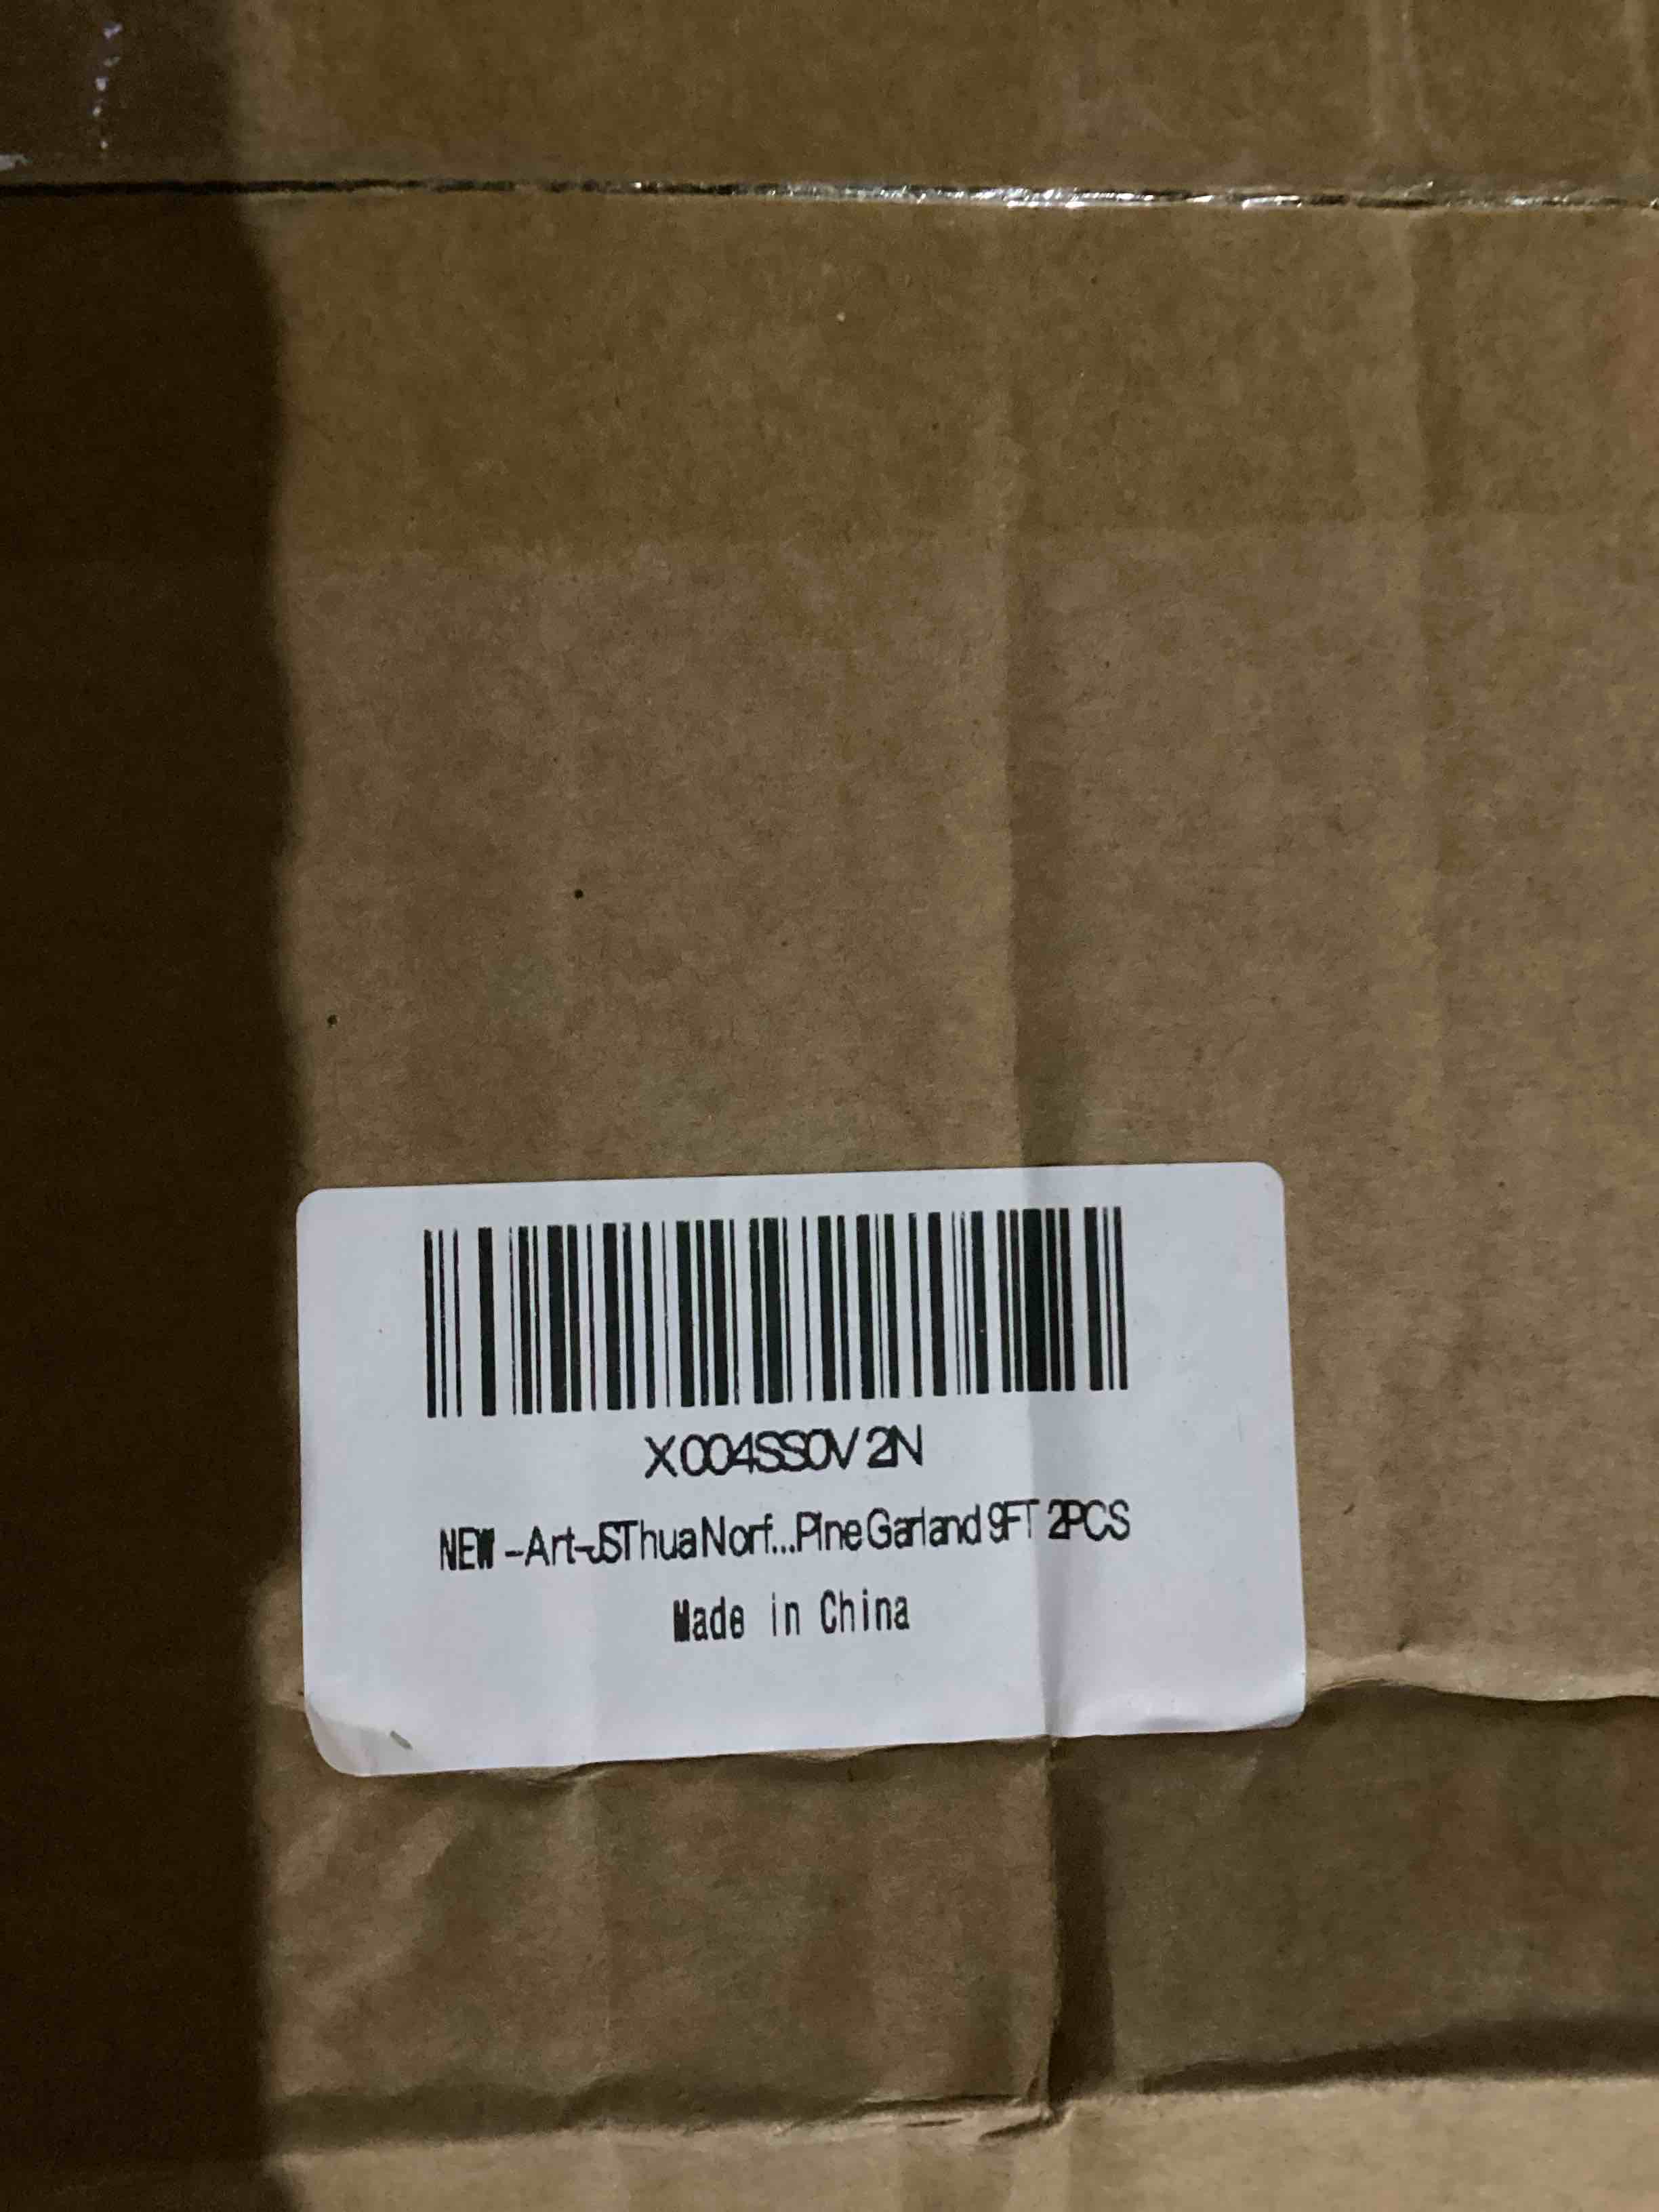 X004SS0V2N
NEW -Art-JSThua Norf...Pine Garland 9FT 2PCS
Made in China